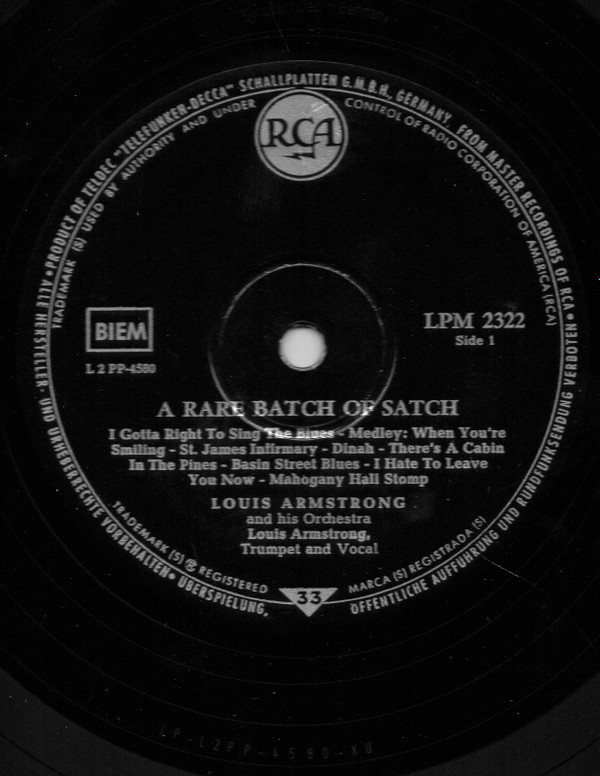 • PRODUCT OF TELDEC "TELEFUNKEN-DECCA" SCHALLPLATTEN G.M.B.H., GERMANY, FROM MASTER RECORDINGS OF RCA •
TRADEMARK (S) USED BY AUTHORITY AND UNDER CONTROL OF RADIO CORPORATION OF AMERICA (RCA)
RCA
BIEM
L 2 PP-4580
LPM 2322
Side 1
A RARE BATCH OF SATCH
I Gotta Right To Sing The Blues - Medley: When You're
Smiling - St. James Infirmary - Dinah - There's A Cabin
In The Pines - Basin Street Blues - I Hate To Leave
You Now - Mahogany Hall Stomp
LOUIS ARMSTRONG
and his Orchestra
Louis Armstrong,
Trumpet and Vocal
TRADEMARK (S) ® REGISTERED
MARCA (S) REGISTRADA (S)
33
ALLE HERSTELLER- UND URHEBERRECHTE VORBEHALTEN • ÜBERSPIELUNG, ÖFFENTLICHE AUFFÜHRUNG UND RUNDFUNKSENDUNG VERBOTEN
LP-L2PP-4580-XU